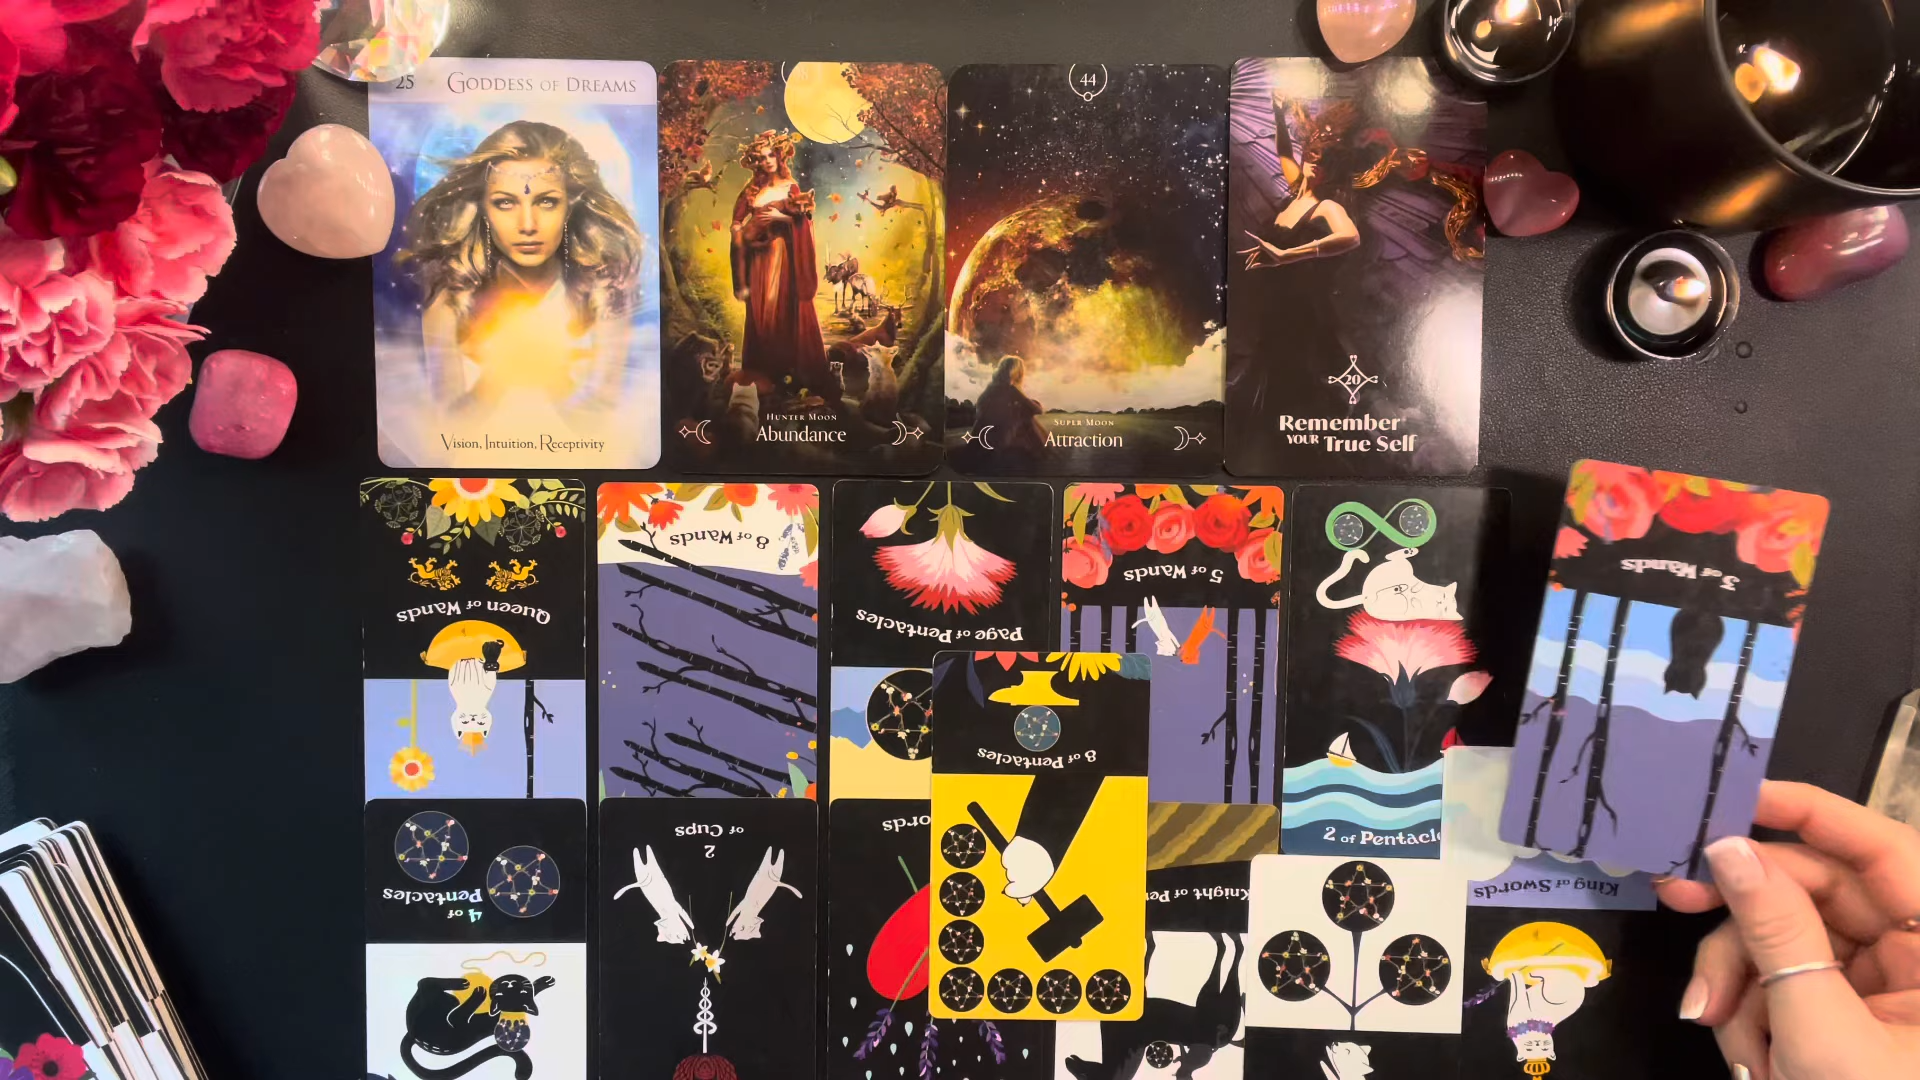 25 GODDESS OF DREAMS
Vision, Intuition, Receptivity
HUNTER MOON
Abundance
44
SUPER MOON
Attraction
20
Remember
YOUR True Self
Queen of Wands
8 of Wands
Page of Pentacles
5 of Wands
2 of Pentacle
3 of Wands
4 of
Pentacles
2
of Cups
ords
8 of Pentacles
Knight of Pe
King of Swords